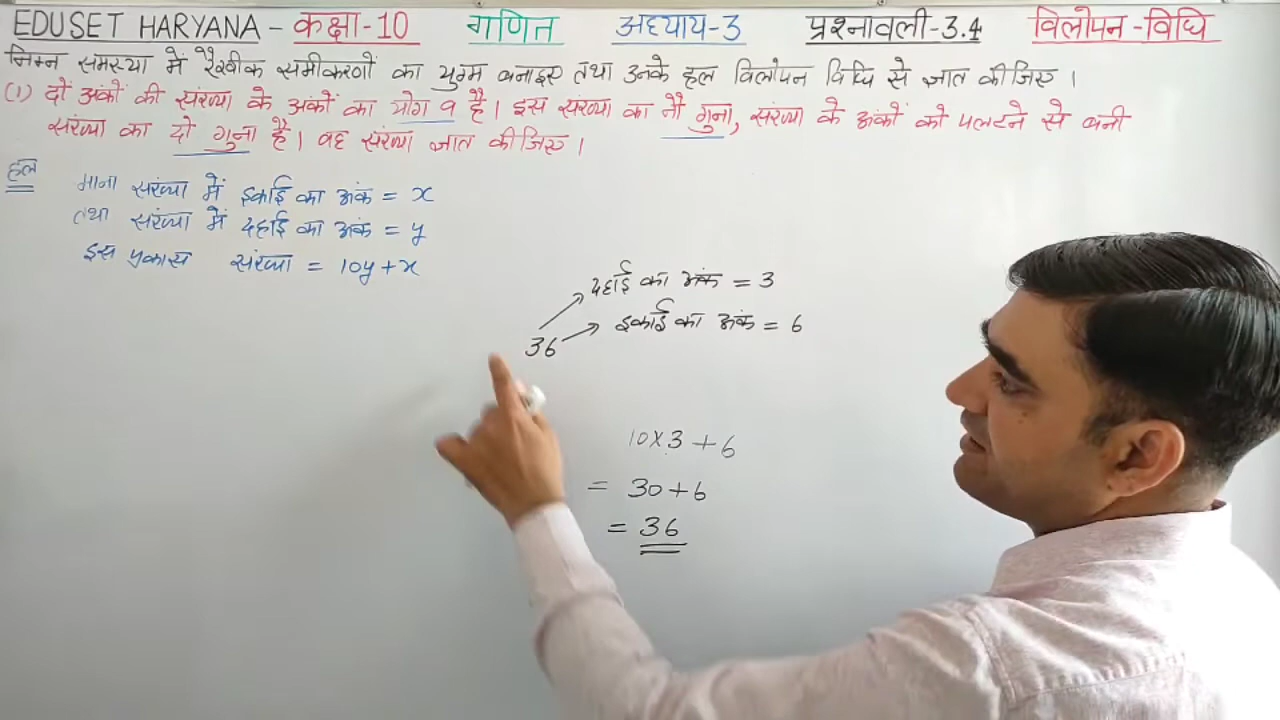 EDUSET HARYANA - कक्षा-10 गणित अध्याय-3 प्रश्नावली-3.4 विलोपन-विधि
निम्न समस्या में रैखीक समीकरणों का युग्म बनाइए तथा उनके हल विलोपन विधि से ज्ञात कीजिए।
(1) दो अंकों की संख्या के अंकों का योग 9 है। इस संख्या का नौ गुना, संख्या के अंकों को पलटने से बनी
संख्या का दो गुना है। वह संख्या ज्ञात कीजिए।
हल
माना संख्या में इकाई का अंक = x
तथा संख्या में दहाई का अंक = y
इस प्रकार संख्या = 10y+x
दहाई का अंक = 3
इकाई का अंक = 6
36
10×3 + 6
= 30+6
= 36